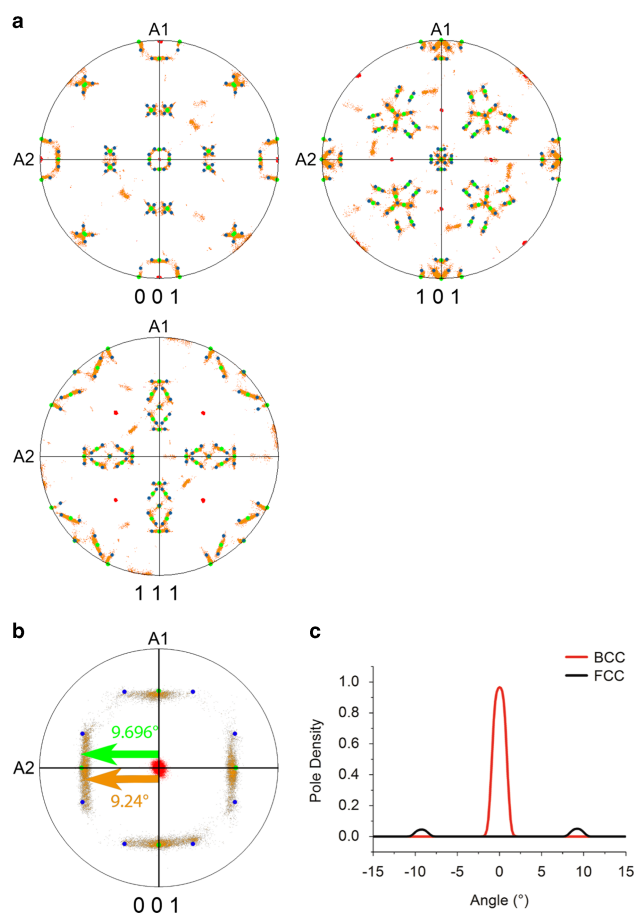 a
A1
A1
A2
A2
0 0 1
1 0 1
A1
A2
1 1 1
b
c
A1
A2
9.696°
9.24°
0 0 1
BCC
FCC
Pole Density
1.0
0.8
0.6
0.4
0.2
0.0
-15 -10 -5 0 5 10 15
Angle (°)